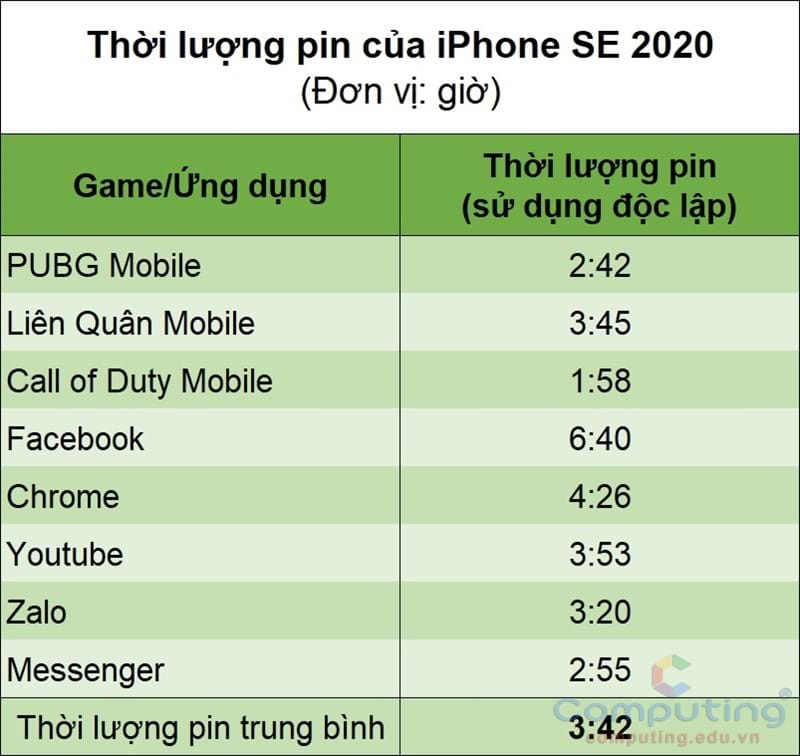 Thời lượng pin của iPhone SE 2020
(Đơn vị: giờ)
Game/Ứng dụng
Thời lượng pin
(sử dụng độc lập)
PUBG Mobile 2:42
Liên Quân Mobile 3:45
Call of Duty Mobile 1:58
Facebook 6:40
Chrome 4:26
Youtube 3:53
Zalo 3:20
Messenger 2:55
Thời lượng pin trung bình 3:42
Computing®
computing.edu.vn